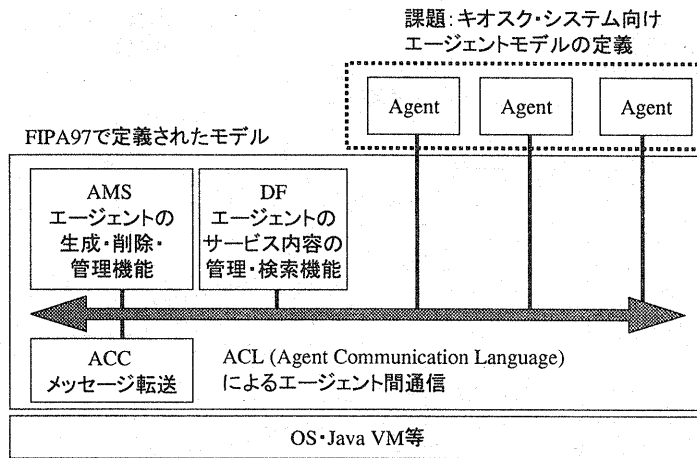 課題:キオスク・システム向け
エージェントモデルの定義
Agent
Agent
Agent
FIPA97で定義されたモデル
AMS
エージェントの
生成・削除・
管理機能
DF
エージェントの
サービス内容の
管理・検索機能
ACC
メッセージ転送
ACL (Agent Communication Language)
によるエージェント間通信
OS・Java VM等